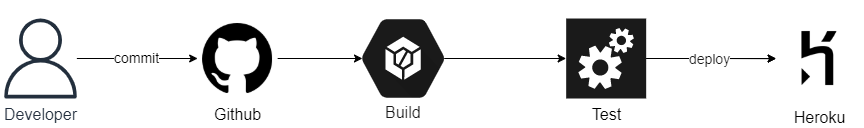 commit
deploy
Developer
Github
Build
Test
Heroku